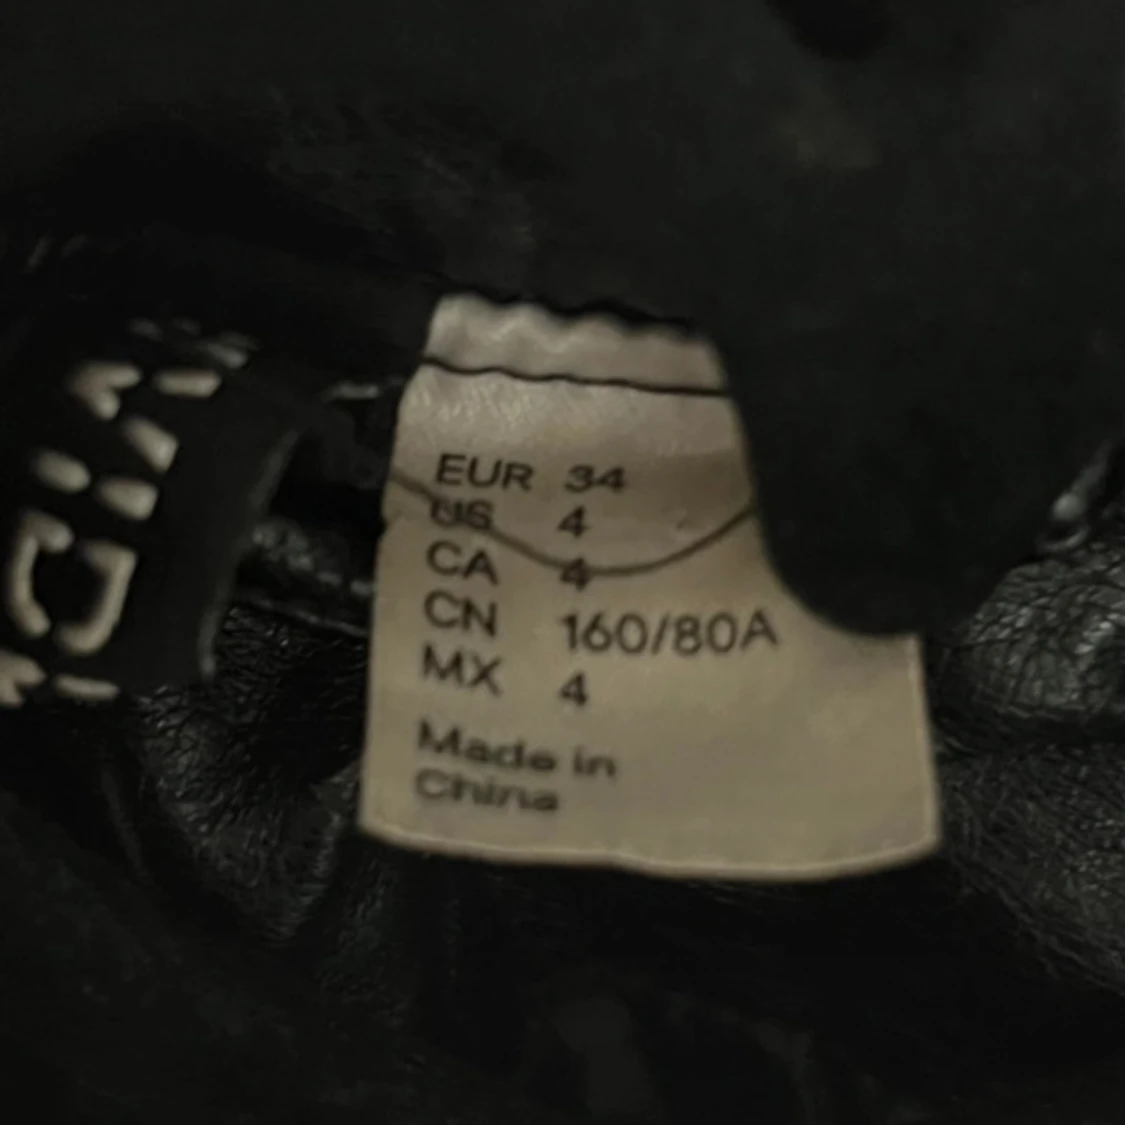 EUR 34
US 4
CA 4
CN 160/80A
MX 4
Made in
China